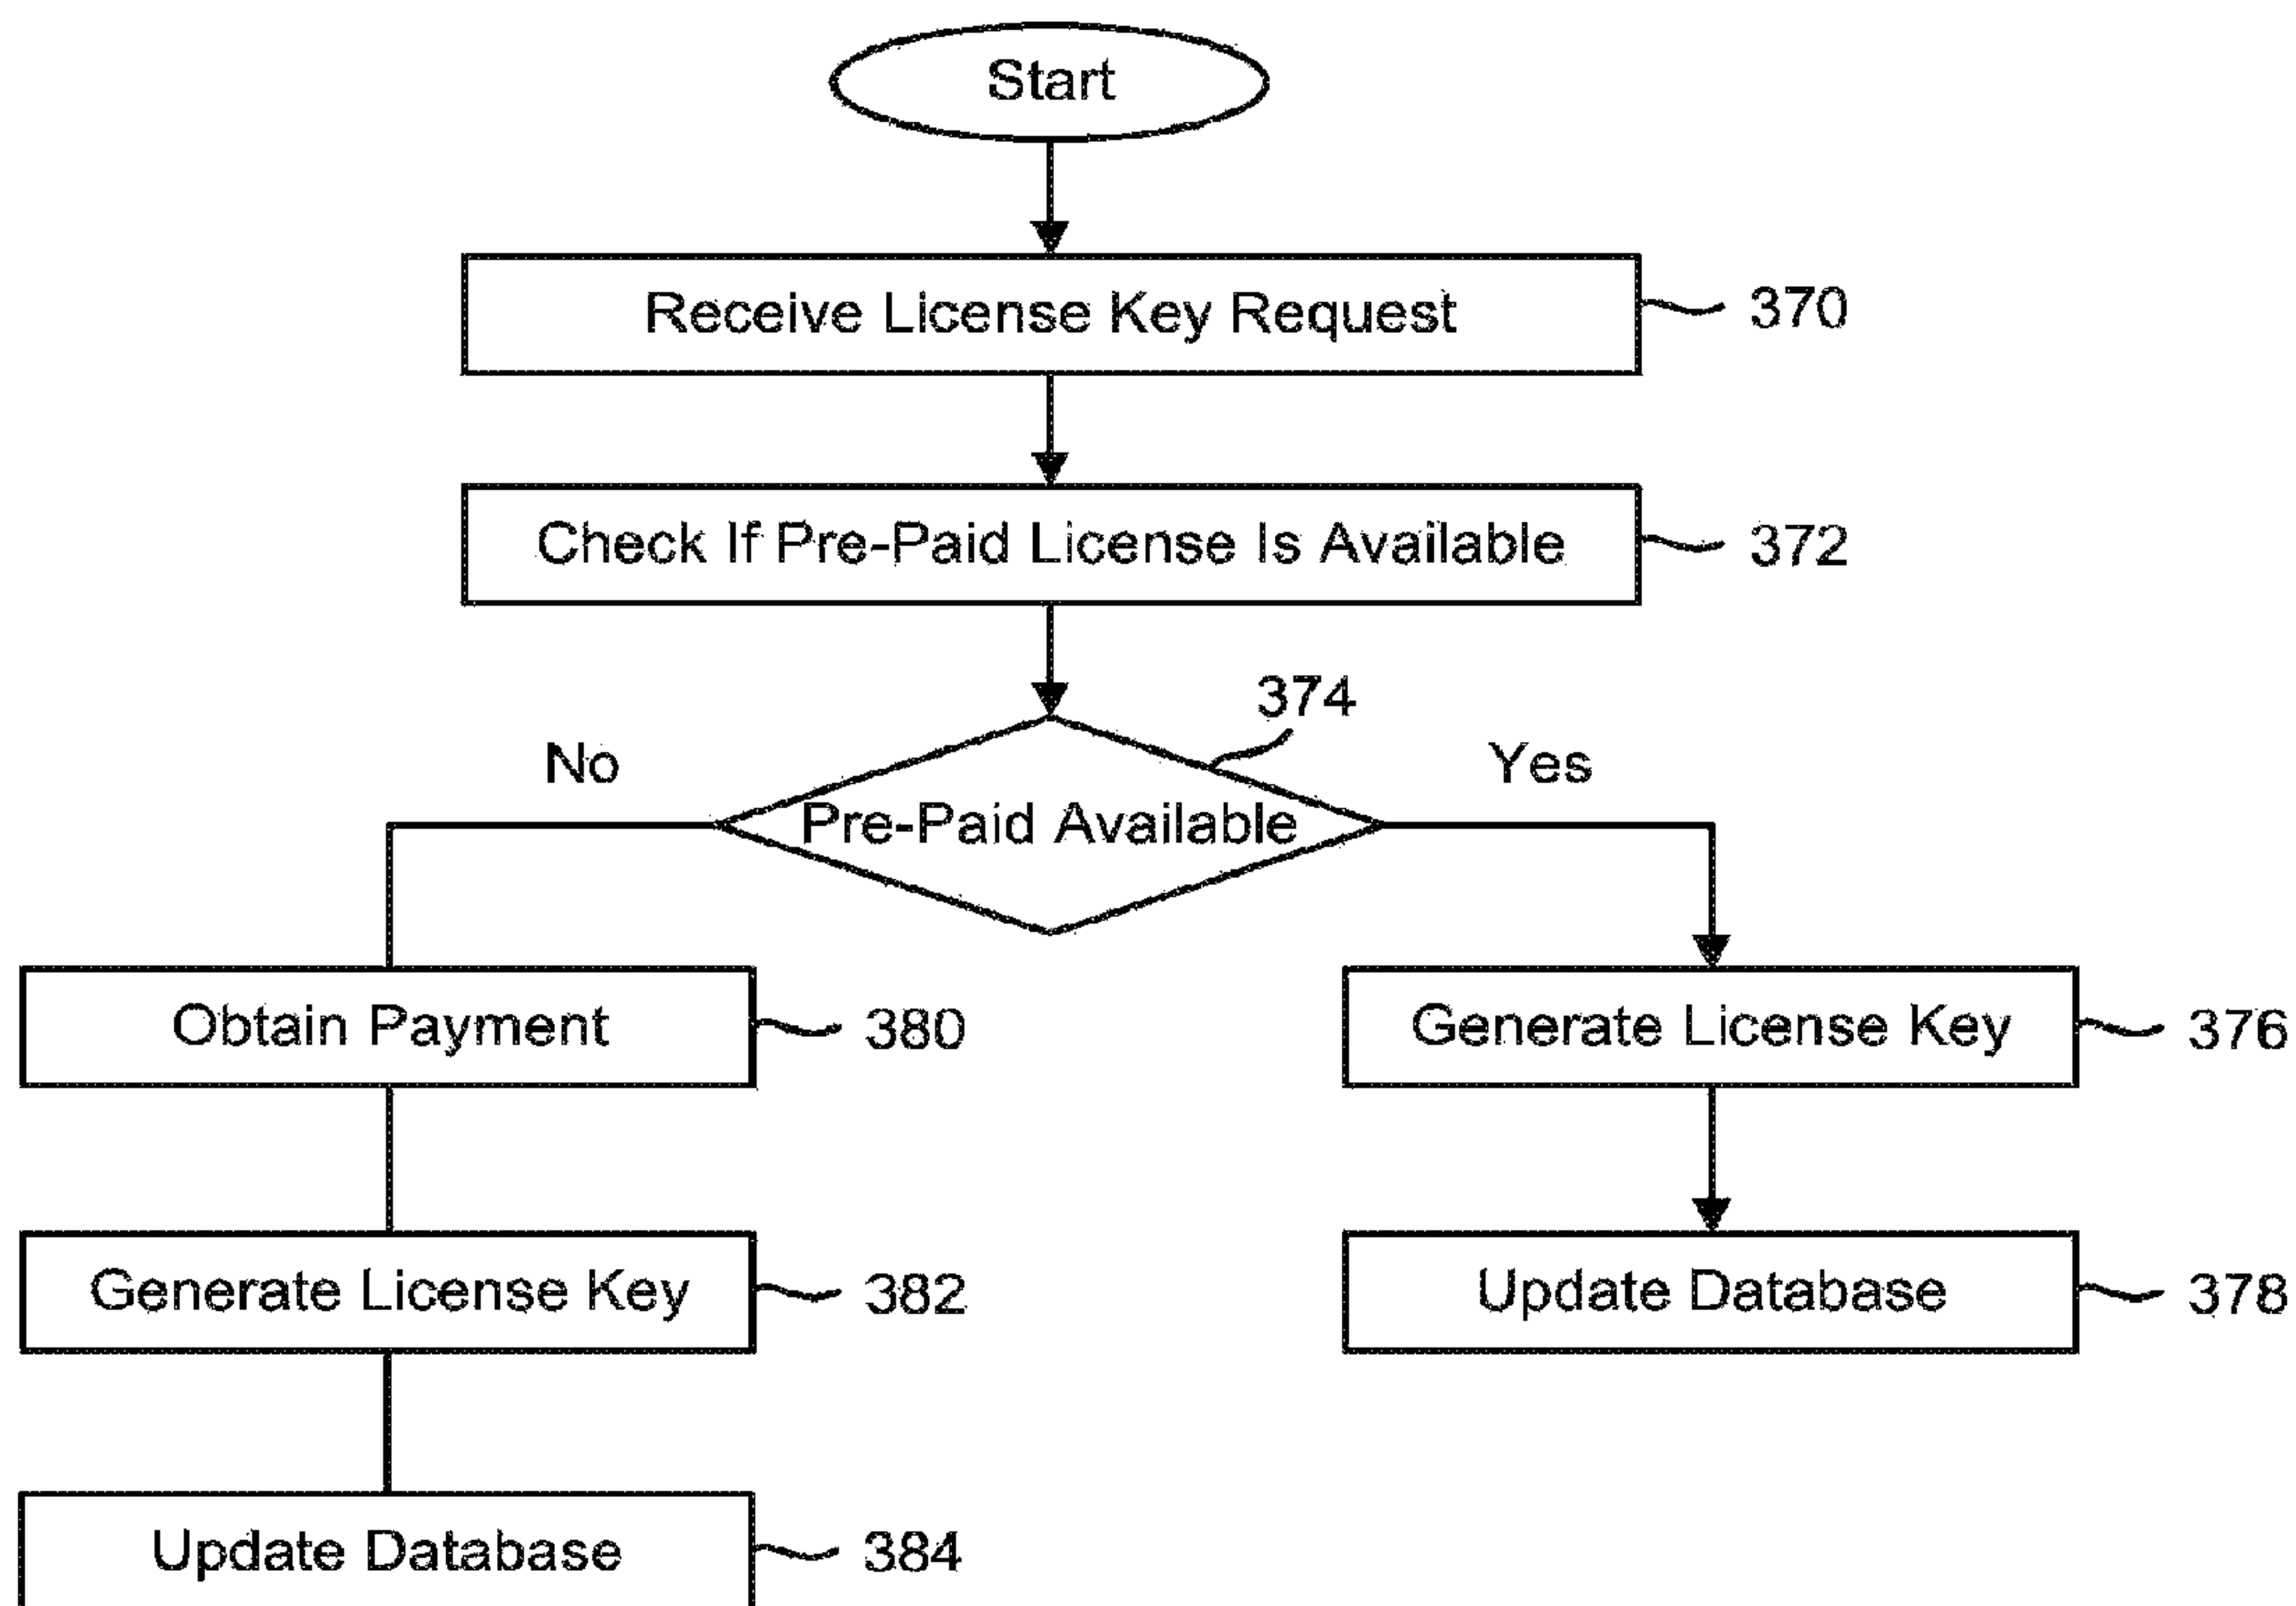 Start
Receive License Key Request 370
Check If Pre-Paid License Is Available 372
374
No
Yes
Pre-Paid Available
Obtain Payment 380
Generate License Key 376
Generate License Key 382
Update Database 378
Update Database 384